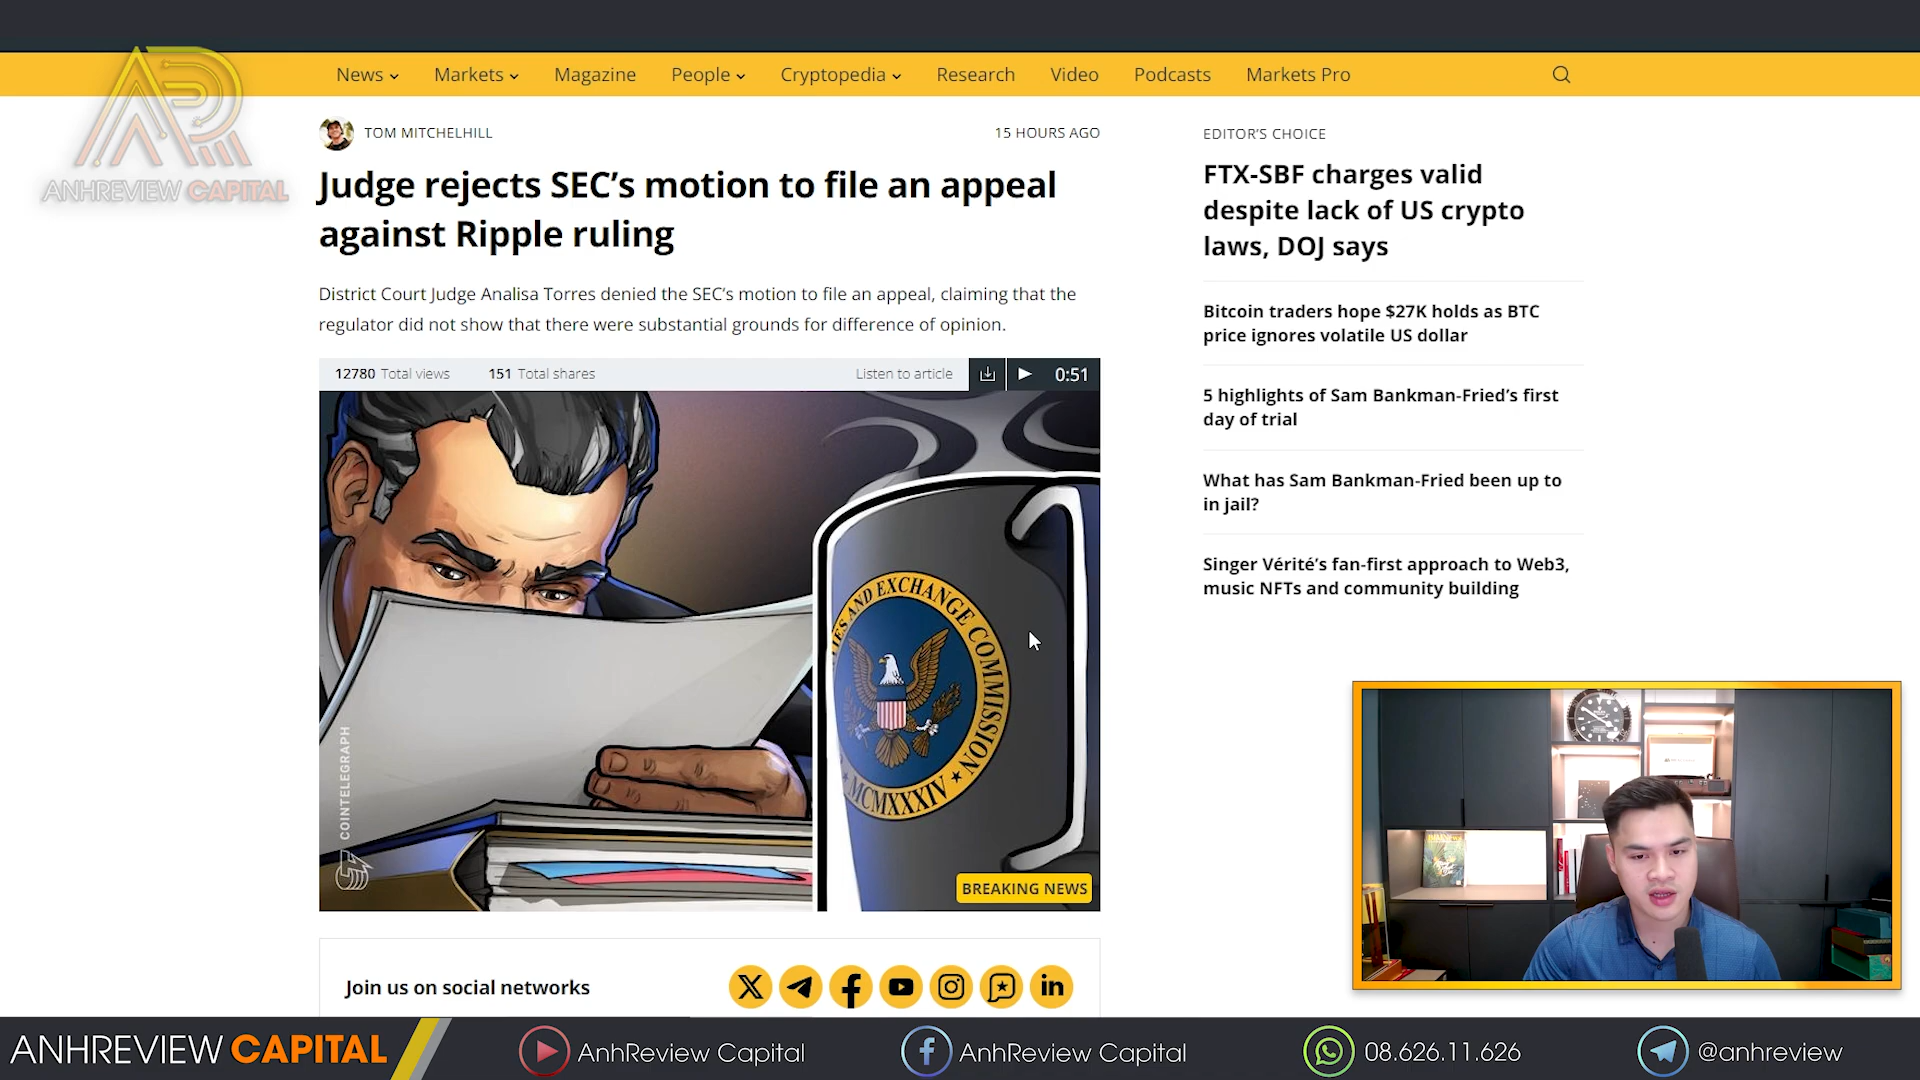 News
Markets
Magazine
People
Cryptopedia
Research
Video
Podcasts
Markets Pro
ANHREVIEW CAPITAL
TOM MITCHELHILL
15 HOURS AGO
Judge rejects SEC’s motion to file an appeal
against Ripple ruling
District Court Judge Analisa Torres denied the SEC’s motion to file an appeal, claiming that the
regulator did not show that there were substantial grounds for difference of opinion.
12780 Total views
151 Total shares
Listen to article
0:51
IES AND EXCHANGE COMMISSION
MCMXXXIV
COINTELEGRAPH
BREAKING NEWS
Join us on social networks
EDITOR’S CHOICE
FTX-SBF charges valid
despite lack of US crypto
laws, DOJ says
Bitcoin traders hope $27K holds as BTC
price ignores volatile US dollar
5 highlights of Sam Bankman-Fried’s first
day of trial
What has Sam Bankman-Fried been up to
in jail?
Singer Vérité’s fan-first approach to Web3,
music NFTs and community building
ANHREVIEW CAPITAL
AnhReview Capital
AnhReview Capital
08.626.11.626
@anhreview